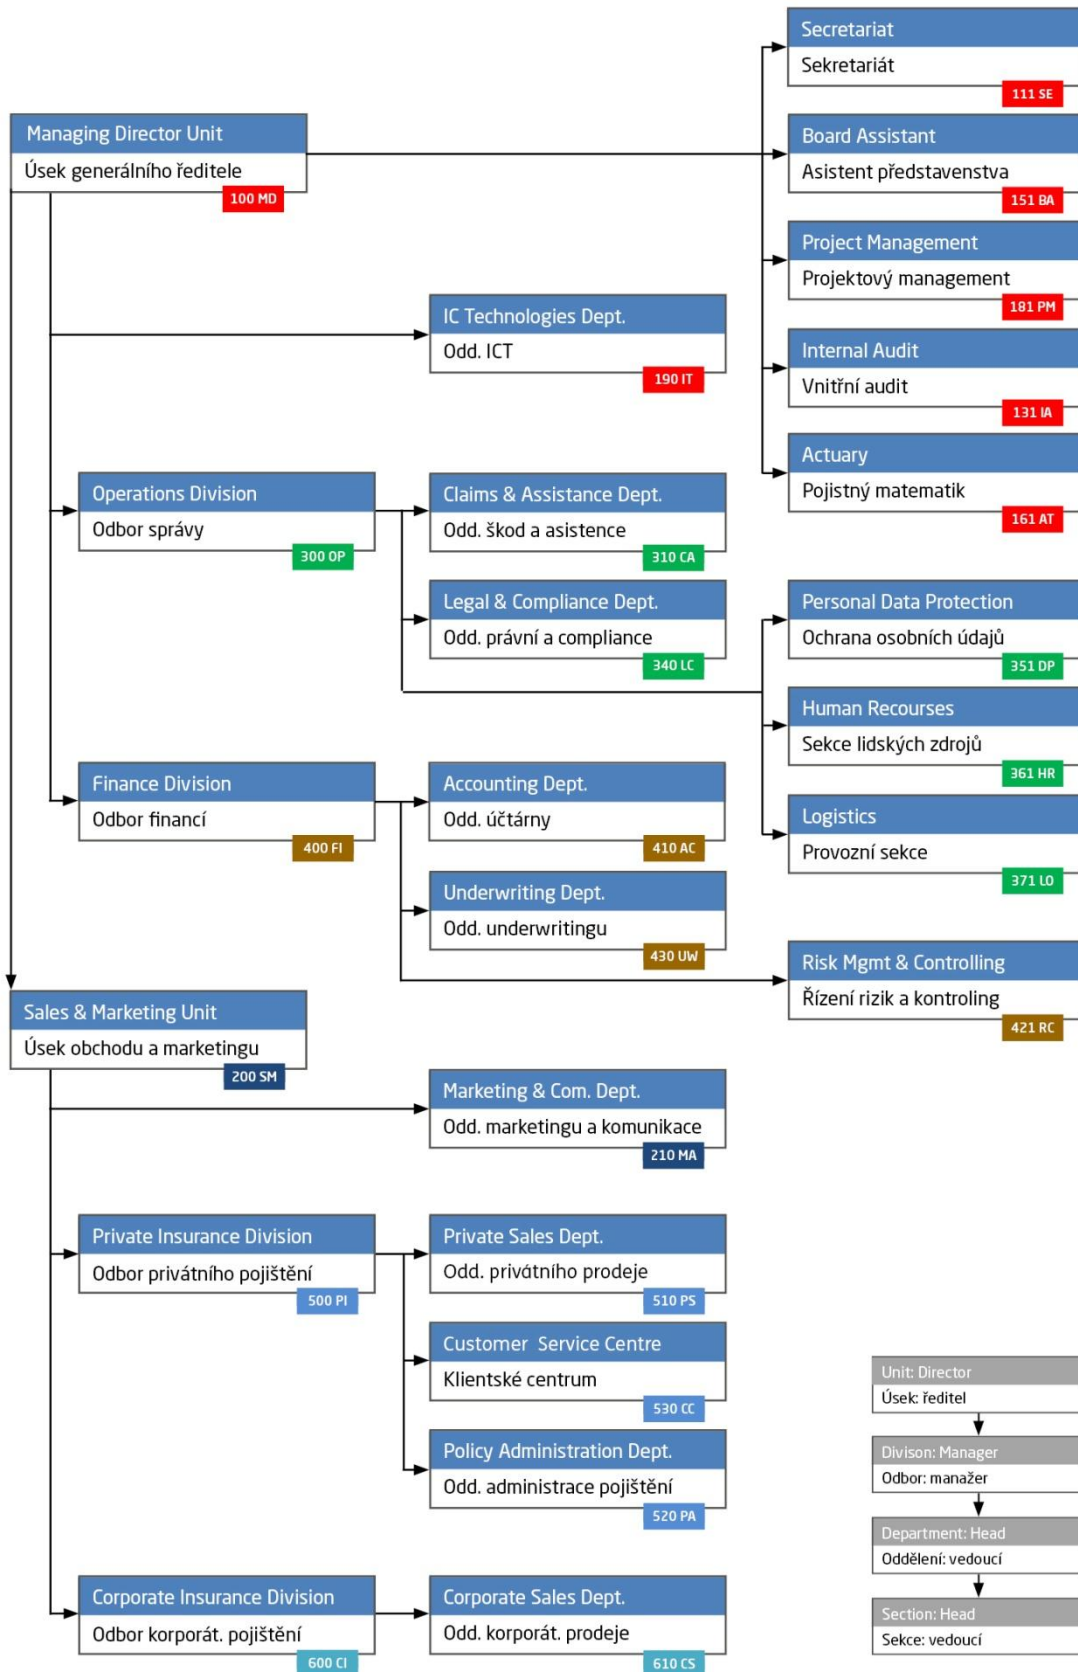 Secretariat
Sekretariát
111 SE
Managing Director Unit
Úsek generálního ředitele
100 MD
Board Assistant
Asistent představenstva
151 BA
Project Management
Projektový management
181 PM
IC Technologies Dept.
Odd. ICT
190 IT
Internal Audit
Vnitřní audit
131 IA
Actuary
Pojistný matematik
161 AT
Operations Division
Odbor správy
300 OP
Claims & Assistance Dept.
Odd. škod a asistence
310 CA
Legal & Compliance Dept.
Odd. právní a compliance
340 LC
Personal Data Protection
Ochrana osobních údajů
351 DP
Human Recourses
Sekce lidských zdrojů
361 HR
Finance Division
Odbor financí
400 FI
Accounting Dept.
Odd. účtárny
410 AC
Logistics
Provozní sekce
371 LO
Underwriting Dept.
Odd. underwritingu
430 UW
Risk Mgmt & Controlling
Řízení rizik a kontroling
421 RC
Sales & Marketing Unit
Úsek obchodu a marketingu
200 SM
Marketing & Com. Dept.
Odd. marketingu a komunikace
210 MA
Private Insurance Division
Odbor privátního pojištění
500 PI
Private Sales Dept.
Odd. privátního prodeje
510 PS
Customer Service Centre
Klientské centrum
530 CC
Policy Administration Dept.
Odd. administrace pojištění
520 PA
Corporate Insurance Division
Odbor korporát. pojištění
600 CI
Corporate Sales Dept.
Odd. korporát. prodeje
610 CS
Unit: Director
Úsek: ředitel
Divison: Manager
Odbor: manažer
Department: Head
Oddělení: vedoucí
Section: Head
Sekce: vedoucí